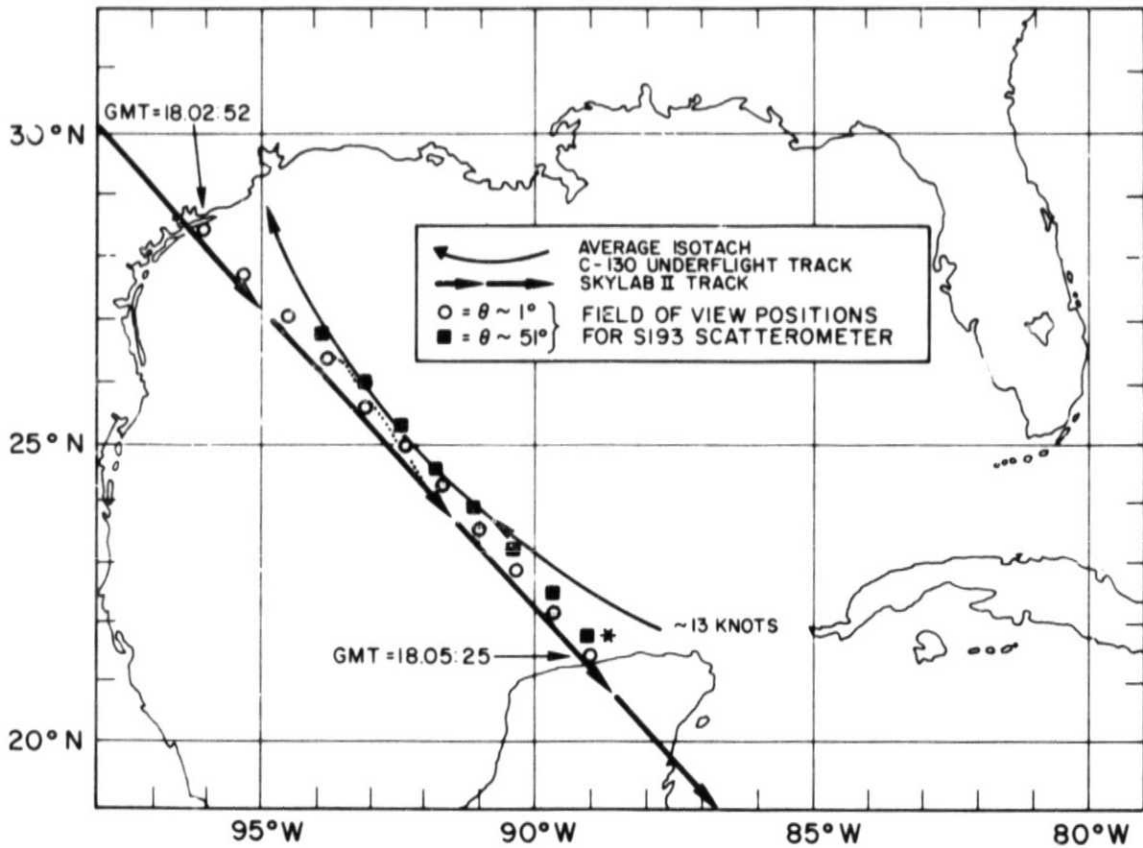 GMT=18.02:52
30°N
AVERAGE ISOTACH
C-130 UNDERFLIGHT TRACK
SKYLAB II TRACK
○ = θ ~ 1°
■ = θ ~ 51°
FIELD OF VIEW POSITIONS
FOR S193 SCATTEROMETER
25°N
~13 KNOTS
*
GMT=18.05:25
20°N
95°W
90°W
85°W
80°W